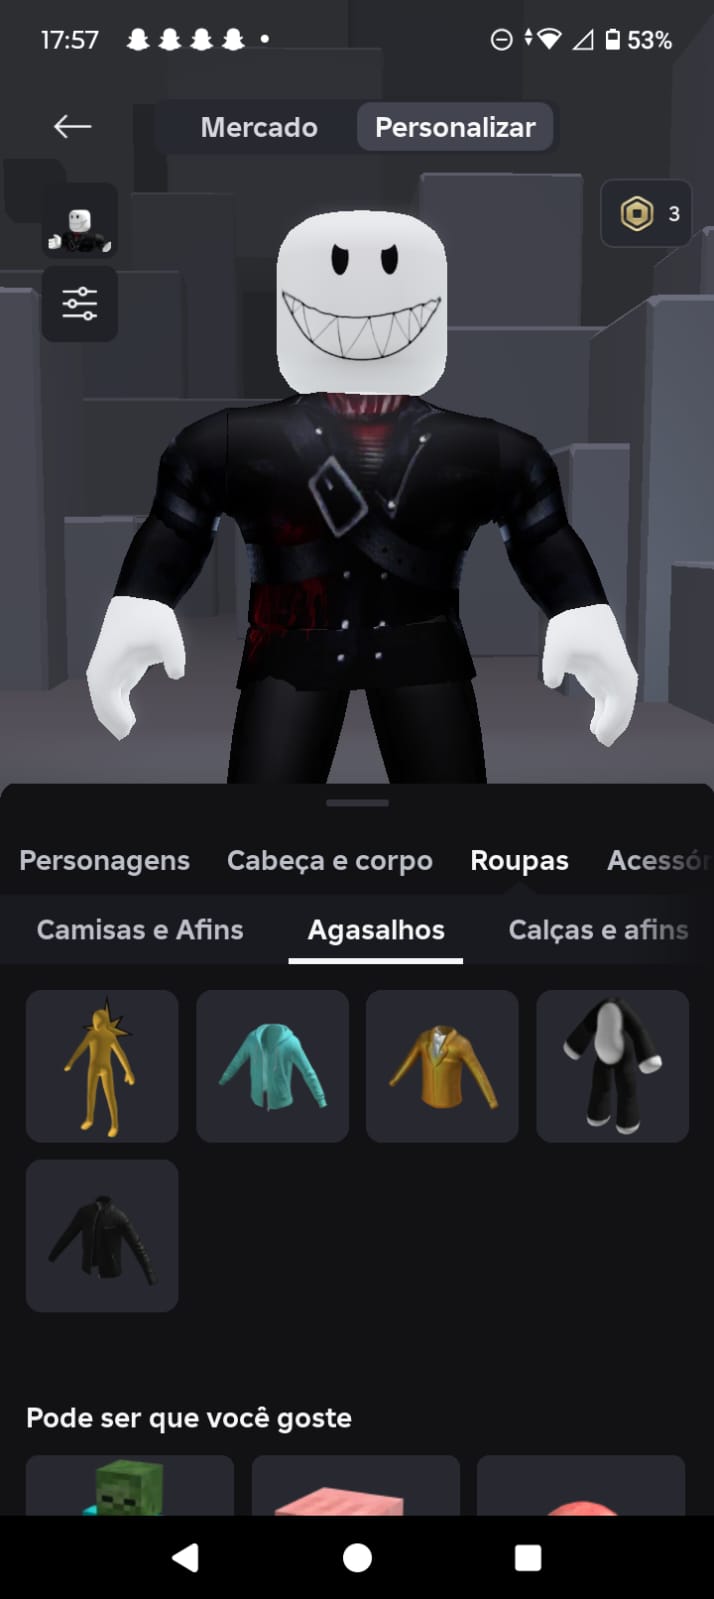 17:57
53%
Mercado
Personalizar
3
Personagens
Cabeça e corpo
Roupas
Acessór
Camisas e Afins
Agasalhos
Calças e afins
Pode ser que você goste